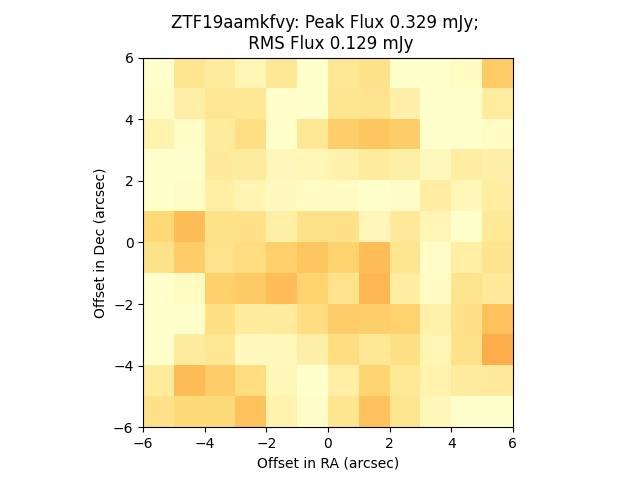 ZTF19aamkfvy: Peak Flux 0.329 mJy;
RMS Flux 0.129 mJy
6
4
2
0
−2
−4
−6
Offset in Dec (arcsec)
−6 −4 −2 0 2 4 6
Offset in RA (arcsec)